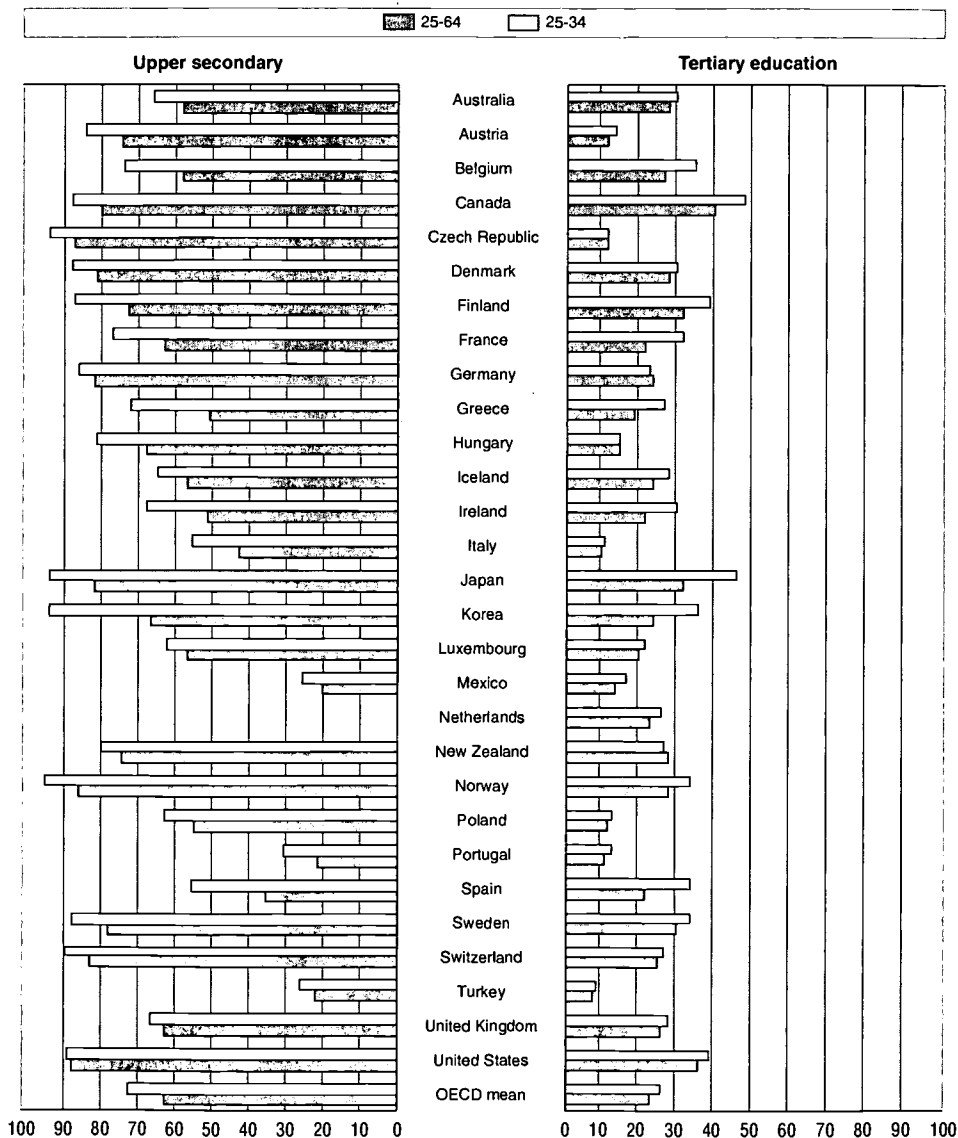 25-64 25-34
Upper secondary Tertiary education
Australia
Austria
Belgium
Canada
Czech Republic
Denmark
Finland
France
Germany
Greece
Hungary
Iceland
Ireland
Italy
Japan
Korea
Luxembourg
Mexico
Netherlands
New Zealand
Norway
Poland
Portugal
Spain
Sweden
Switzerland
Turkey
United Kingdom
United States
OECD mean
100 90 80 70 60 50 40 30 20 10 0 0 10 20 30 40 50 60 70 80 90 100